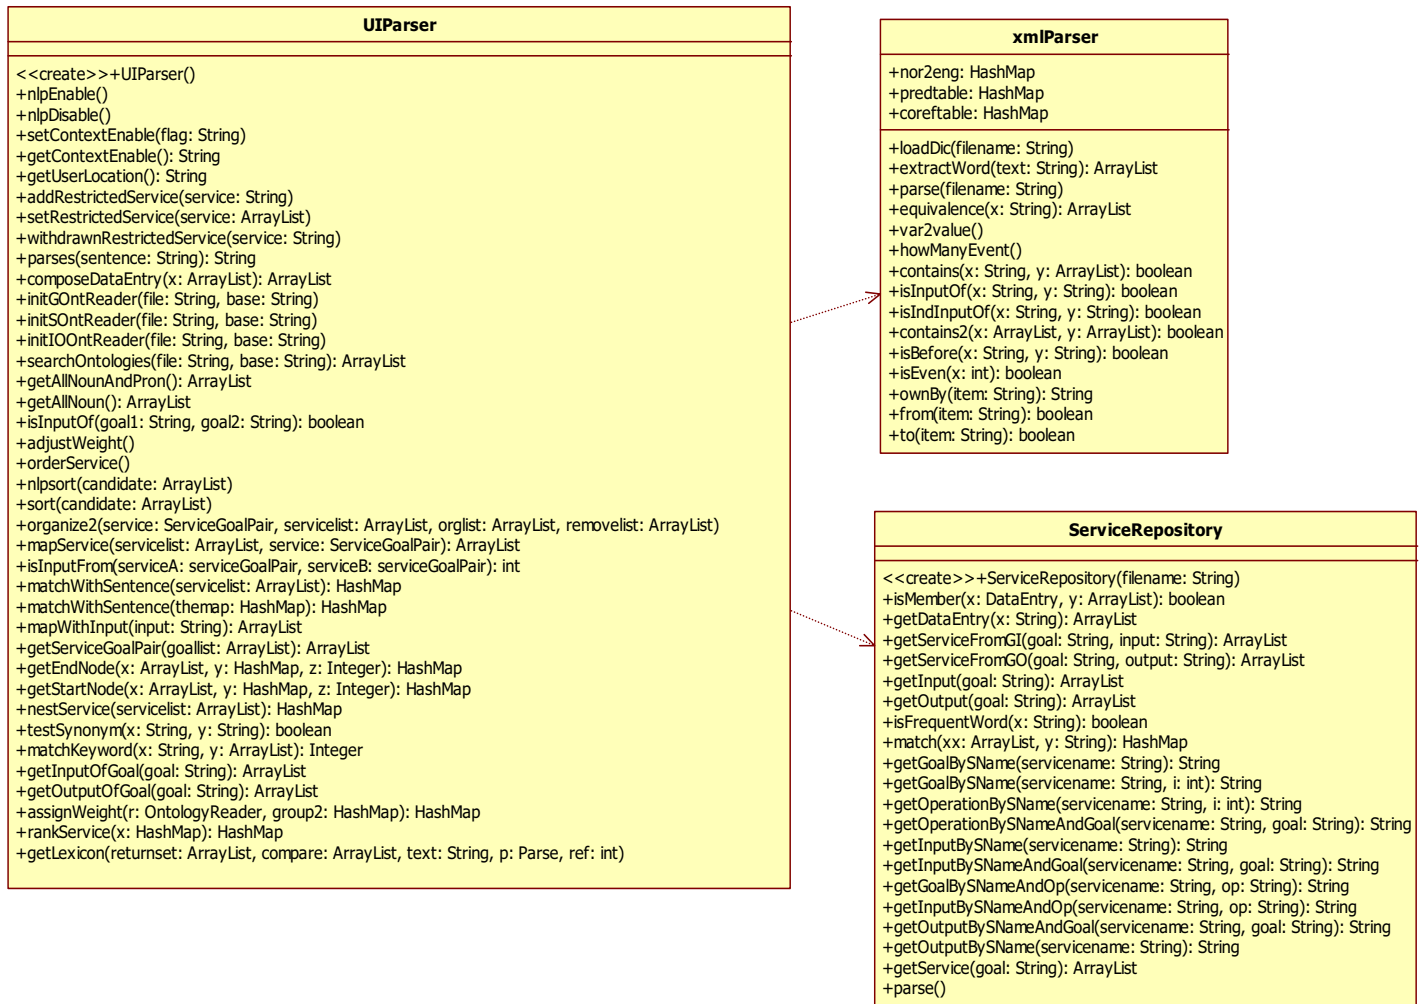 UIParser
<<create>>+UIParser()
+nlpEnable()
+nlpDisable()
+setContextEnable(flag: String)
+getContextEnable(): String
+getUserLocation(): String
+addRestrictedService(service: String)
+setRestrictedService(service: ArrayList)
+withdrawnRestrictedService(service: String)
+parses(sentence: String): String
+composeDataEntry(x: ArrayList): ArrayList
+initGOntReader(file: String, base: String)
+initSOntReader(file: String, base: String)
+initIOOntReader(file: String, base: String)
+searchOntologies(file: String, base: String): ArrayList
+getAllNounAndPron(): ArrayList
+getAllNoun(): ArrayList
+isInputOf(goal1: String, goal2: String): boolean
+adjustWeight()
+orderService()
+nlpsort(candidate: ArrayList)
+sort(candidate: ArrayList)
+organize2(service: ServiceGoalPair, servicelist: ArrayList, orglist: ArrayList, removelist: ArrayList)
+mapService(servicelist: ArrayList, service: ServiceGoalPair): ArrayList
+isInputFrom(serviceA: serviceGoalPair, serviceB: serviceGoalPair): int
+matchWithSentence(servicelist: ArrayList): HashMap
+matchWithSentence(themap: HashMap): HashMap
+mapWithInput(input: String): ArrayList
+getServiceGoalPair(goallist: ArrayList): ArrayList
+getEndNode(x: ArrayList, y: HashMap, z: Integer): HashMap
+getStartNode(x: ArrayList, y: HashMap, z: Integer): HashMap
+nestService(servicelist: ArrayList): HashMap
+testSynonym(x: String, y: String): boolean
+matchKeyword(x: String, y: ArrayList): Integer
+getInputOfGoal(goal: String): ArrayList
+getOutputOfGoal(goal: String): ArrayList
+assignWeight(r: OntologyReader, group2: HashMap): HashMap
+rankService(x: HashMap): HashMap
+getLexicon(returnset: ArrayList, compare: ArrayList, text: String, p: Parse, ref: int)
xmlParser
+nor2eng: HashMap
+predtable: HashMap
+coreftable: HashMap
+loadDic(filename: String)
+extractWord(text: String): ArrayList
+parse(filename: String)
+equivalence(x: String): ArrayList
+var2value()
+howManyEvent()
+contains(x: String, y: ArrayList): boolean
+isInputOf(x: String, y: String): boolean
+isIndInputOf(x: String, y: String): boolean
+contains2(x: ArrayList, y: ArrayList): boolean
+isBefore(x: String, y: String): boolean
+isEven(x: int): boolean
+ownBy(item: String): String
+from(item: String): boolean
+to(item: String): boolean
ServiceRepository
<<create>>+ServiceRepository(filename: String)
+isMember(x: DataEntry, y: ArrayList): boolean
+getDataEntry(x: String): ArrayList
+getServiceFromGI(goal: String, input: String): ArrayList
+getServiceFromGO(goal: String, output: String): ArrayList
+getInput(goal: String): ArrayList
+getOutput(goal: String): ArrayList
+isFrequentWord(x: String): boolean
+match(xx: ArrayList, y: String): HashMap
+getGoalBySName(servicename: String): String
+getGoalBySName(servicename: String, i: int): String
+getOperationBySName(servicename: String, i: int): String
+getOperationBySNameAndGoal(servicename: String, goal: String): String
+getInputBySName(servicename: String): String
+getInputBySNameAndGoal(servicename: String, goal: String): String
+getGoalBySNameAndOp(servicename: String, op: String): String
+getInputBySNameAndOp(servicename: String, op: String): String
+getOutputBySNameAndGoal(servicename: String, goal: String): String
+getOutputBySName(servicename: String): String
+getService(goal: String): ArrayList
+parse()